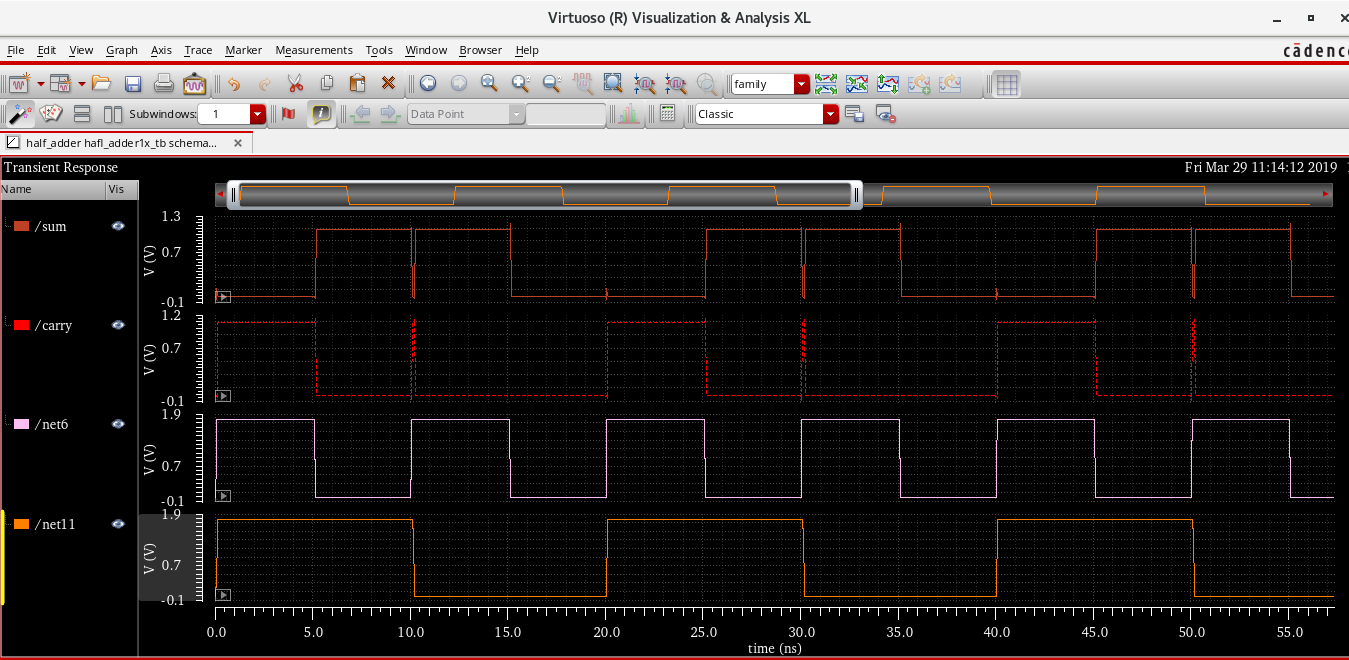 Virtuoso (R) Visualization & Analysis XL
File Edit View Graph Axis Trace Marker Measurements Tools Window Browser Help
cādence
family
Subwindows: 1 Data Point Classic
half_adder hafl_adder1x_tb schema...
Transient Response Fri Mar 29 11:14:12 2019
Name Vis
/sum
1.3
0.7
-0.1
V (V)
/carry
1.2
0.7
-0.1
V (V)
/net6
1.9
0.7
-0.1
V (V)
/net11
1.9
0.7
-0.1
V (V)
0.0 5.0 10.0 15.0 20.0 25.0 30.0 35.0 40.0 45.0 50.0 55.0
time (ns)